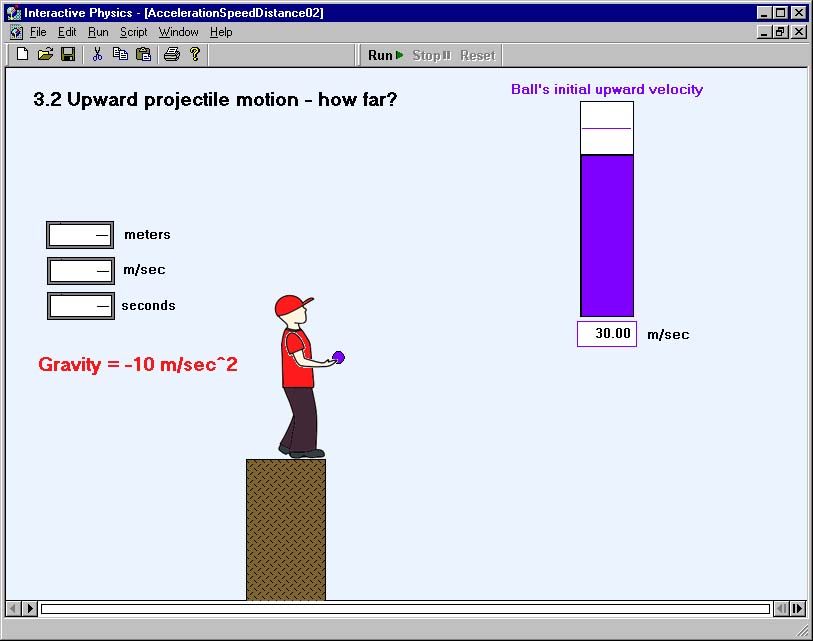 Interactive Physics - [AccelerationSpeedDistance02]
File Edit Run Script Window Help
Run Stop Reset
3.2 Upward projectile motion - how far?
Ball's initial upward velocity
— meters
— m/sec
— seconds
30.00 m/sec
Gravity = -10 m/sec^2